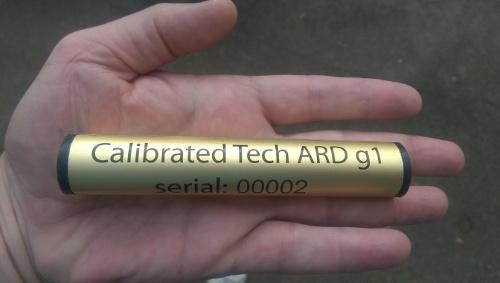 Calibrated Tech ARD g1
serial: 00002